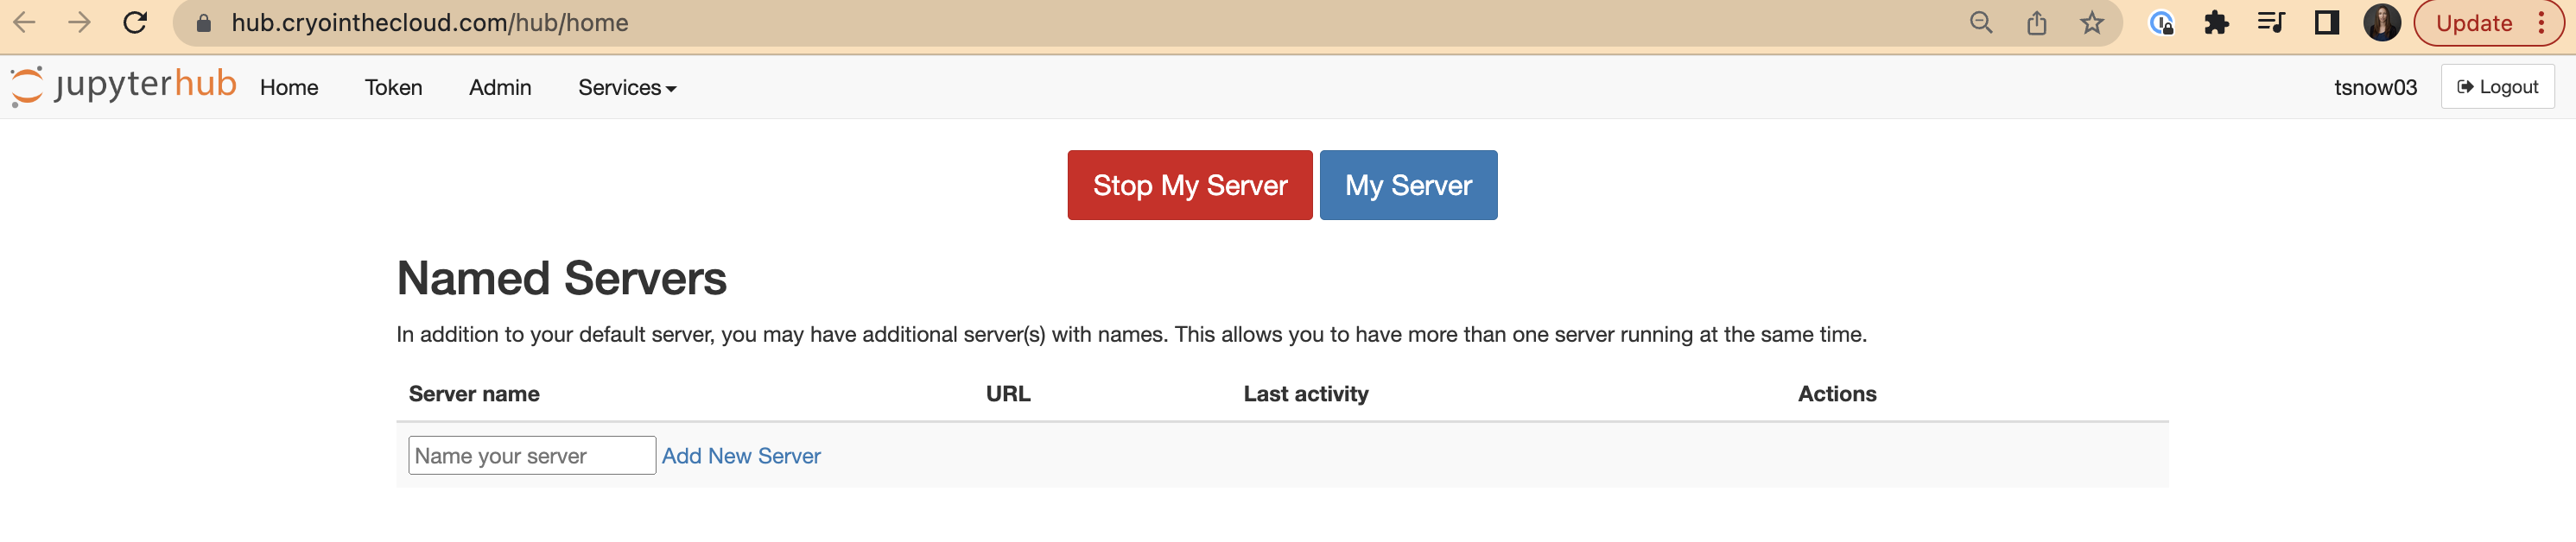 hub.cryointhecloud.com/hub/home Update
jupyterhub Home Token Admin Services tsnow03 Logout
Stop My Server My Server
Named Servers
In addition to your default server, you may have additional server(s) with names. This allows you to have more than one server running at the same time.
Server name URL Last activity Actions
Name your server Add New Server